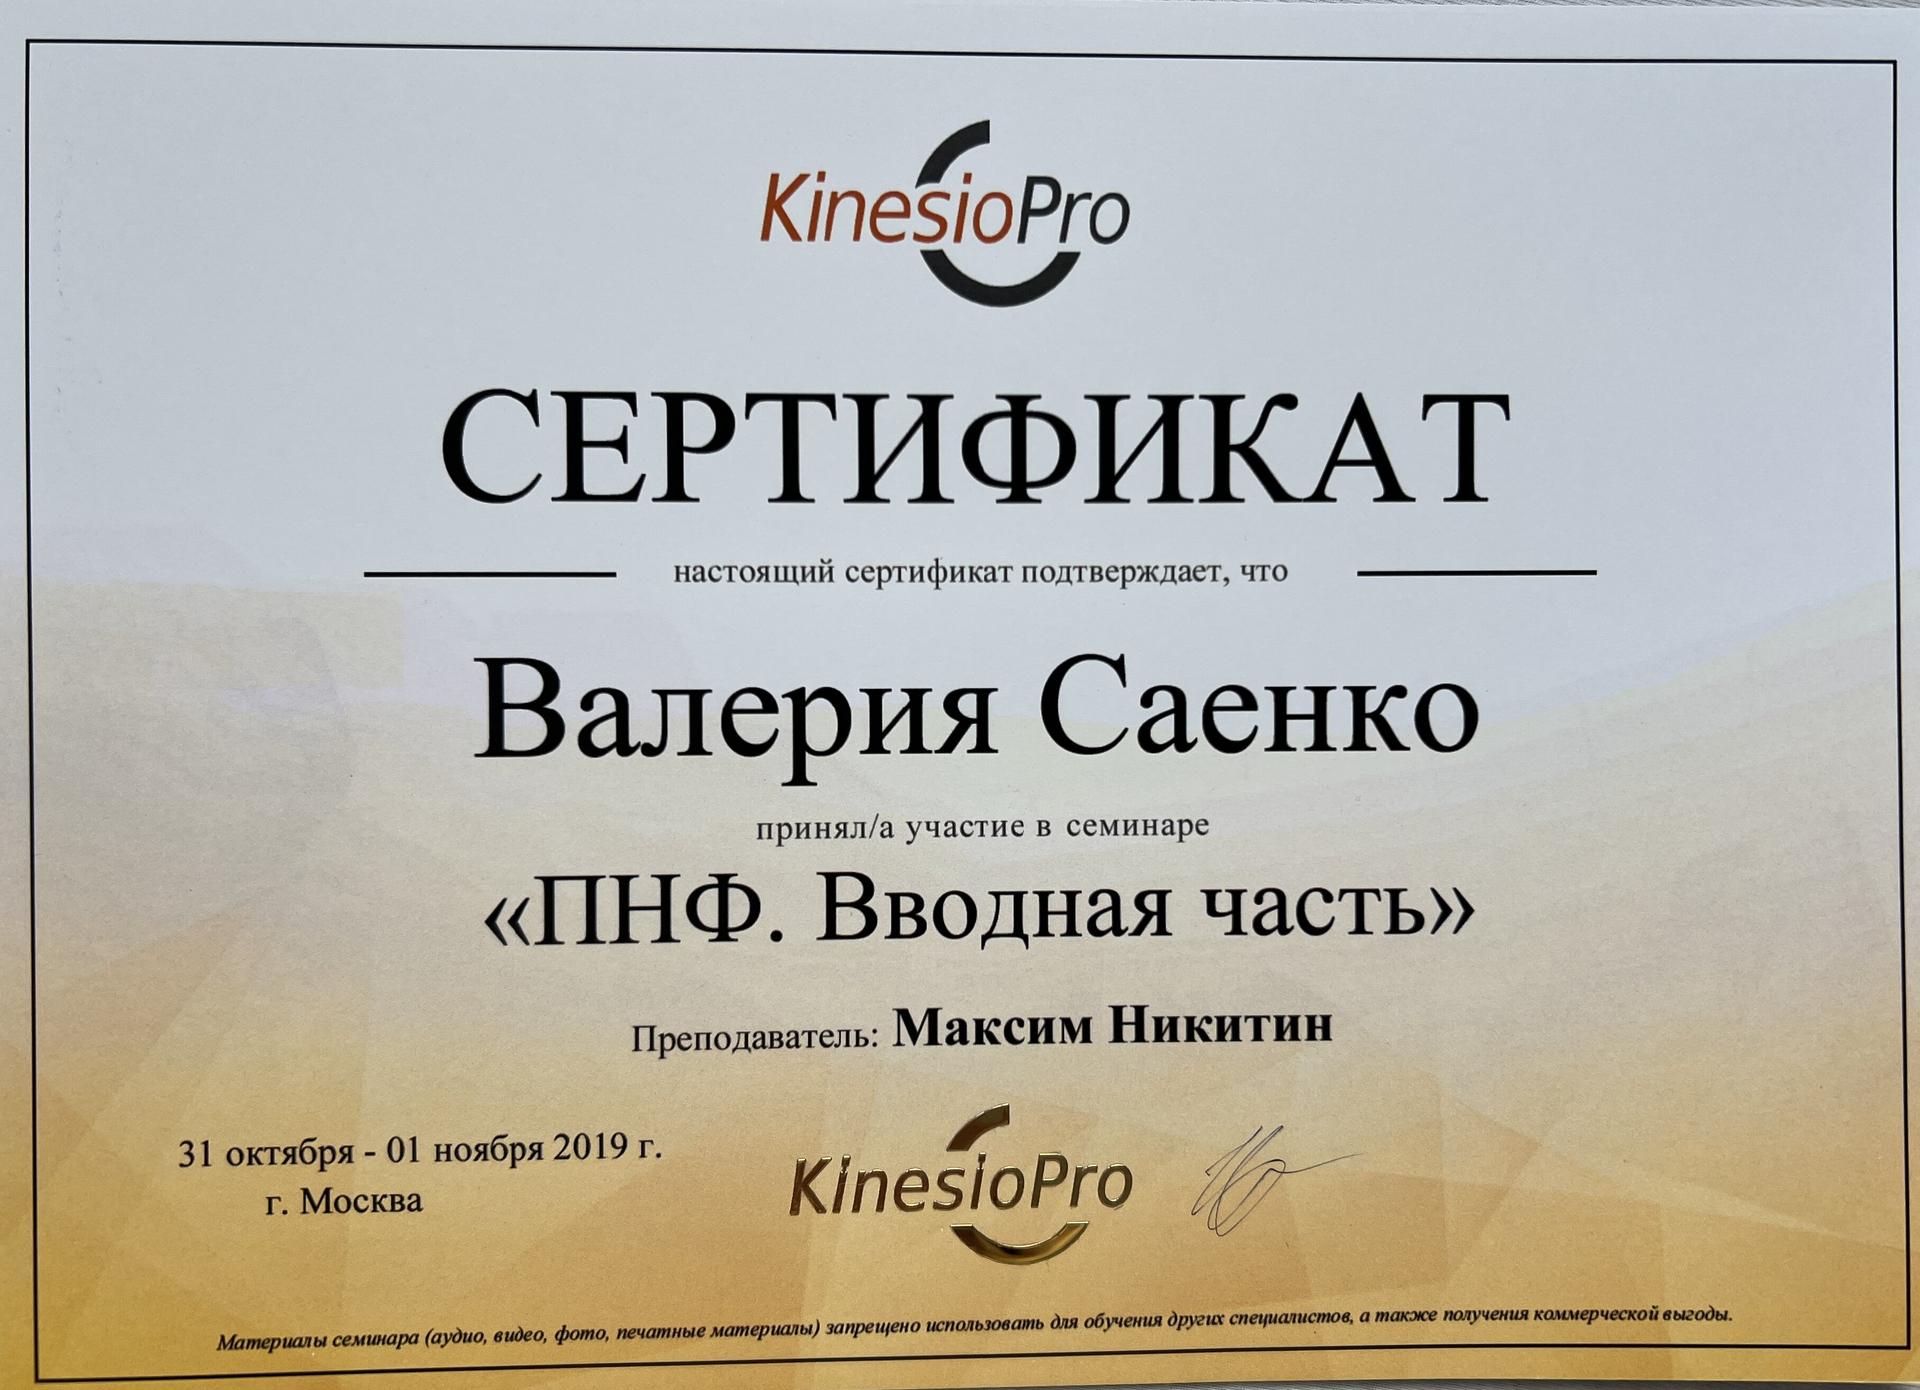 KinesioPro
СЕРТИФИКАТ
настоящий сертификат подтверждает, что
Валерия Саенко
принял/а участие в семинаре
«ПНФ. Вводная часть»
Преподаватель: Максим Никитин
31 октября - 01 ноября 2019 г.
г. Москва
KinesioPro
Материалы семинара (аудио, видео, фото, печатные материалы) запрещено использовать для обучения других специалистов, а также получения коммерческой выгоды.